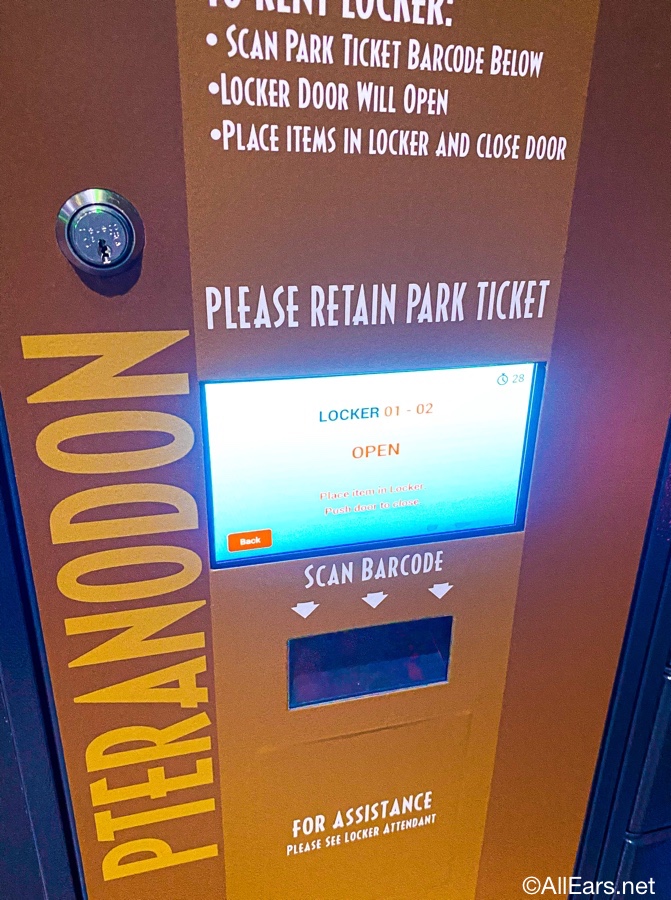 TO RENT LOCKER:
• SCAN PARK TICKET BARCODE BELOW
•LOCKER DOOR WILL OPEN
•PLACE ITEMS IN LOCKER AND CLOSE DOOR
PLEASE RETAIN PARK TICKET
PTERANODON
28
LOCKER 01 - 02
OPEN
Place item in Locker
Push door to close
Back
SCAN BARCODE
FOR ASSISTANCE
PLEASE SEE LOCKER ATTENDANT
©AllEars.net